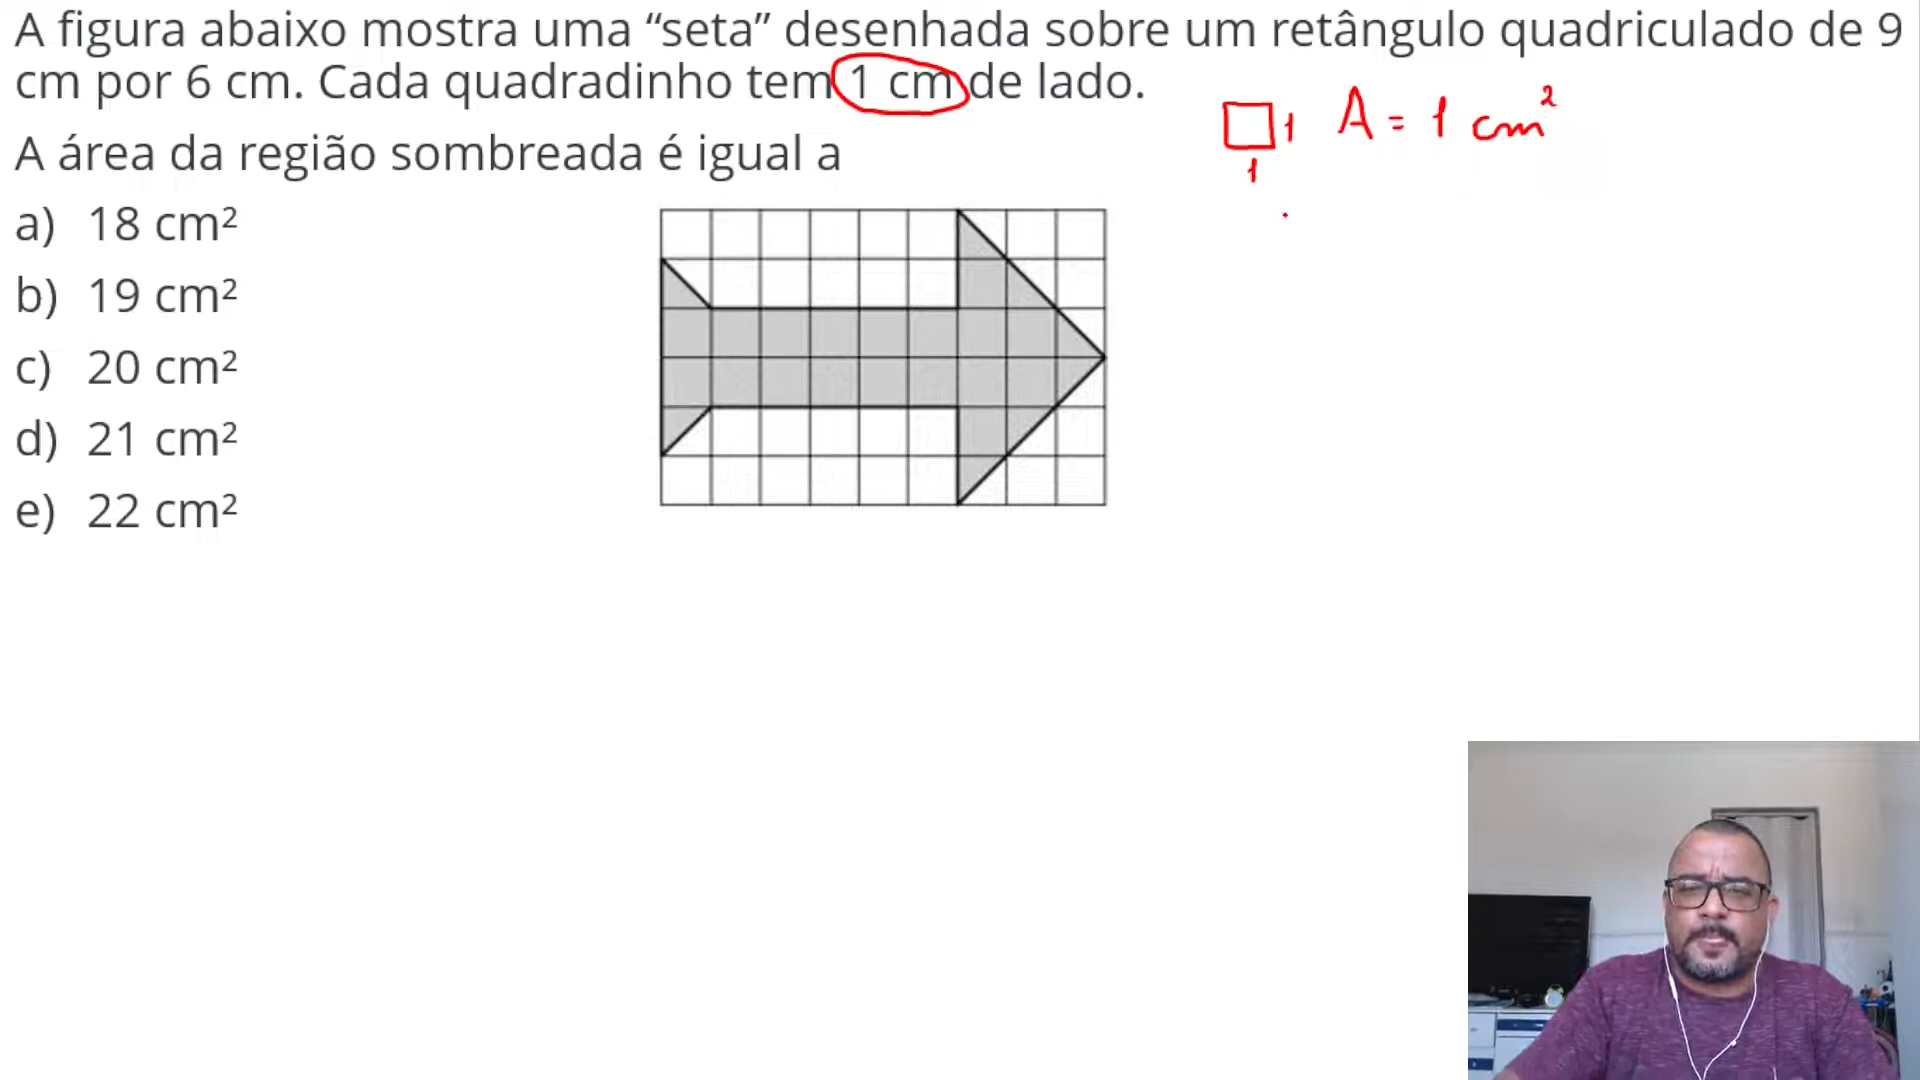 A figura abaixo mostra uma “seta” desenhada sobre um retângulo quadriculado de 9
cm por 6 cm. Cada quadradinho tem 1 cm de lado.
1 A = 1 cm²
1
A área da região sombreada é igual a
a) 18 cm²
b) 19 cm²
c) 20 cm²
d) 21 cm²
e) 22 cm²